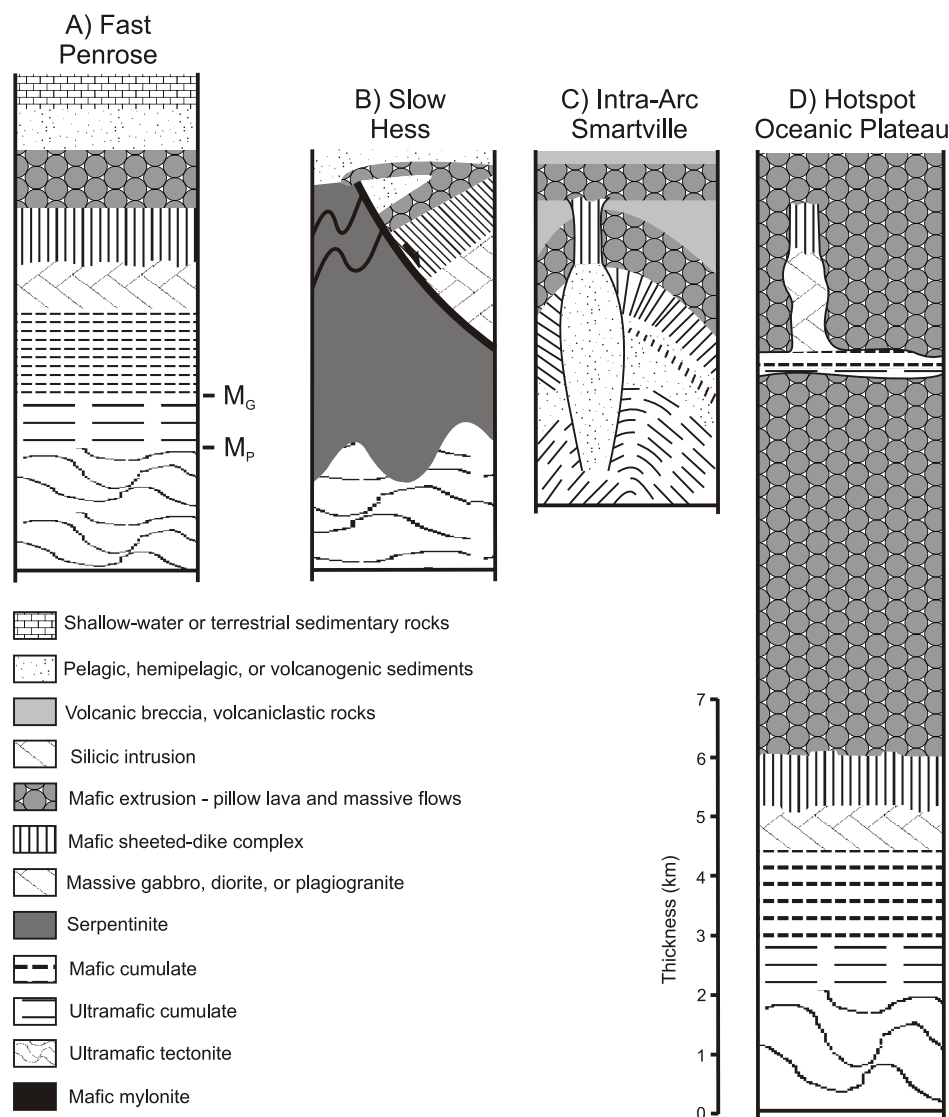 A) Fast
Penrose
B) Slow
Hess
C) Intra-Arc
Smartville
D) Hotspot
Oceanic Plateau
MG
MP
Shallow-water or terrestrial sedimentary rocks
Pelagic, hemipelagic, or volcanogenic sediments
Volcanic breccia, volcaniclastic rocks
Silicic intrusion
Mafic extrusion - pillow lava and massive flows
Mafic sheeted-dike complex
Massive gabbro, diorite, or plagiogranite
Serpentinite
Mafic cumulate
Ultramafic cumulate
Ultramafic tectonite
Mafic mylonite
Thickness (km)
7
6
5
4
3
2
1
0